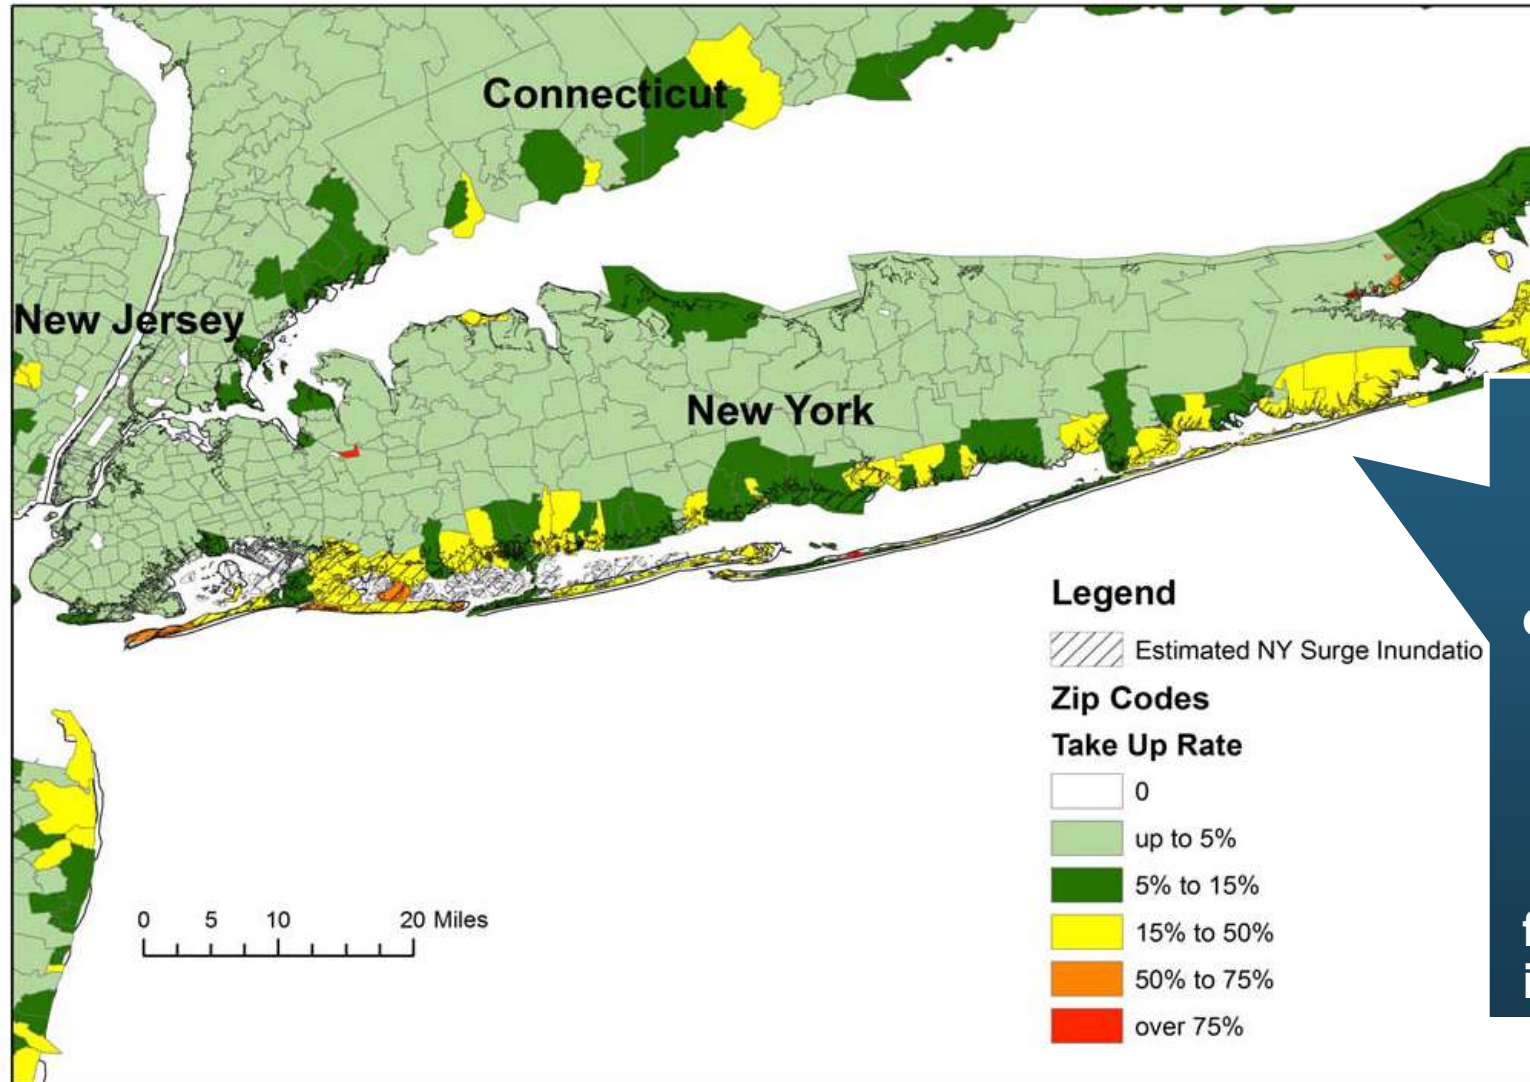 Connecticut
New Jersey
New York
Legend
Estimated NY Surge Inundatio
Zip Codes
Take Up Rate
0
up to 5%
5% to 15%
15% to 50%
50% to 75%
over 75%
0 5 10 20 Miles